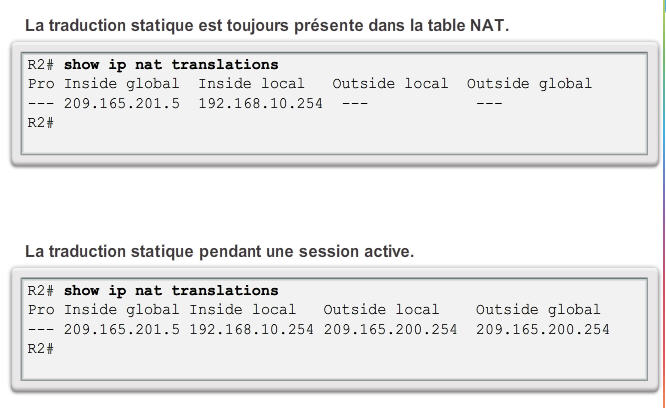 La traduction statique est toujours présente dans la table NAT.
R2# show ip nat translations
Pro Inside global  Inside local   Outside local  Outside global
--- 209.165.201.5  192.168.10.254  ---            ---
R2#
La traduction statique pendant une session active.
R2# show ip nat translations
Pro Inside global Inside local   Outside local    Outside global
--- 209.165.201.5 192.168.10.254 209.165.200.254  209.165.200.254
R2#